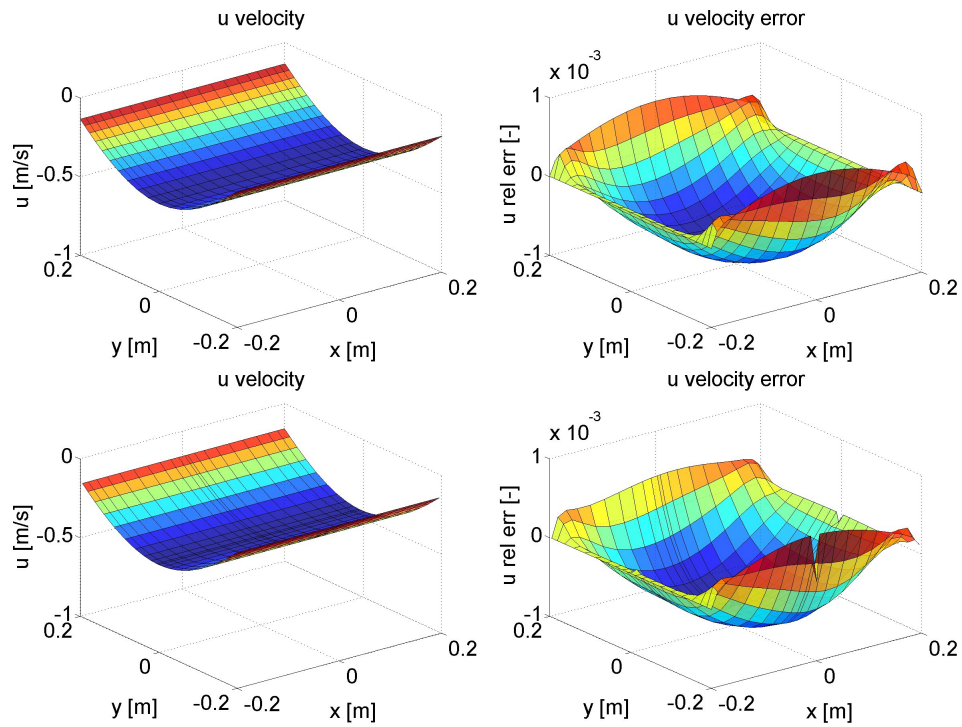 u velocity
u velocity error
x 10^-3
0
-0.5
-1
u [m/s]
0.2
0
-0.2
y [m]
-0.2
0
0.2
x [m]
1
0
-1
u rel err [-]
0.2
0
-0.2
y [m]
-0.2
0
0.2
x [m]
u velocity
u velocity error
x 10^-3
0
-0.5
-1
u [m/s]
0.2
0
-0.2
y [m]
-0.2
0
0.2
x [m]
1
0
-1
u rel err [-]
0.2
0
-0.2
y [m]
-0.2
0
0.2
x [m]